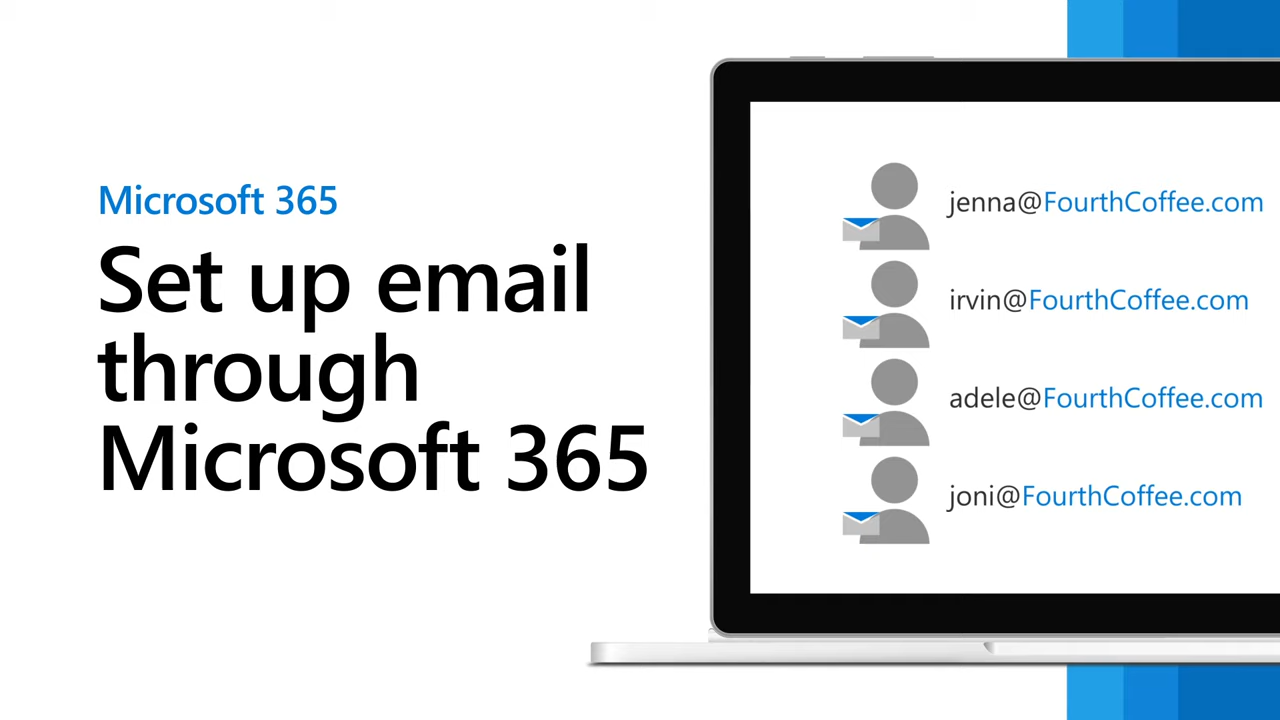 Microsoft 365
Set up email
through
Microsoft 365
jenna@FourthCoffee.com
irvin@FourthCoffee.com
adele@FourthCoffee.com
joni@FourthCoffee.com